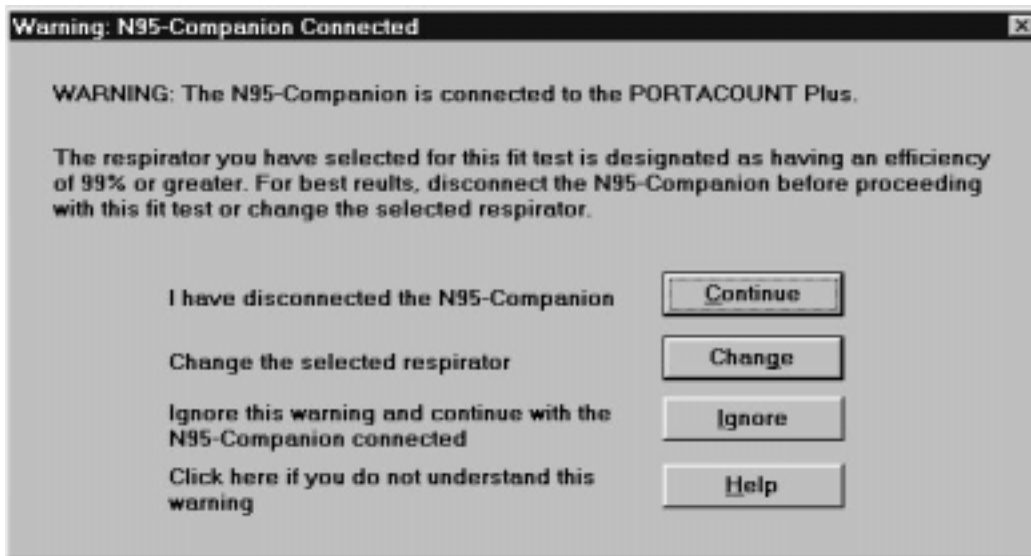 Warning: N95-Companion Connected
WARNING: The N95-Companion is connected to the PORTACOUNT Plus.
The respirator you have selected for this fit test is designated as having an efficiency
of 99% or greater. For best reults, disconnect the N95-Companion before proceeding
with this fit test or change the selected respirator.
I have disconnected the N95-Companion
Continue
Change the selected respirator
Change
Ignore this warning and continue with the
N95-Companion connected
Ignore
Click here if you do not understand this
warning
Help